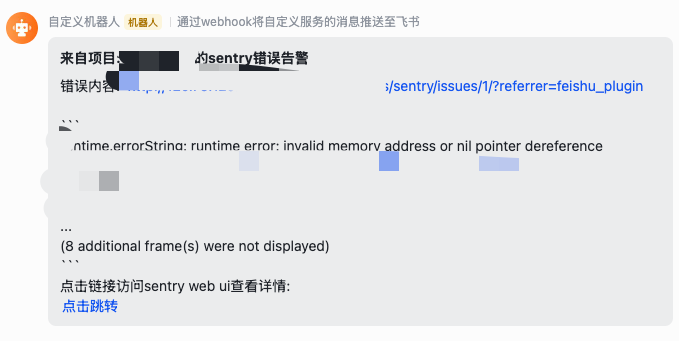 自定义机器人 机器人 | 通过webhook将自定义服务的消息推送至飞书
来自项目 的sentry错误告警
错误内容 s/sentry/issues/1/?referrer=feishu_plugin
```
ntime.errorString: runtime error: invalid memory address or nil pointer dereference
...
(8 additional frame(s) were not displayed)
```
点击链接访问sentry web ui查看详情:
点击跳转